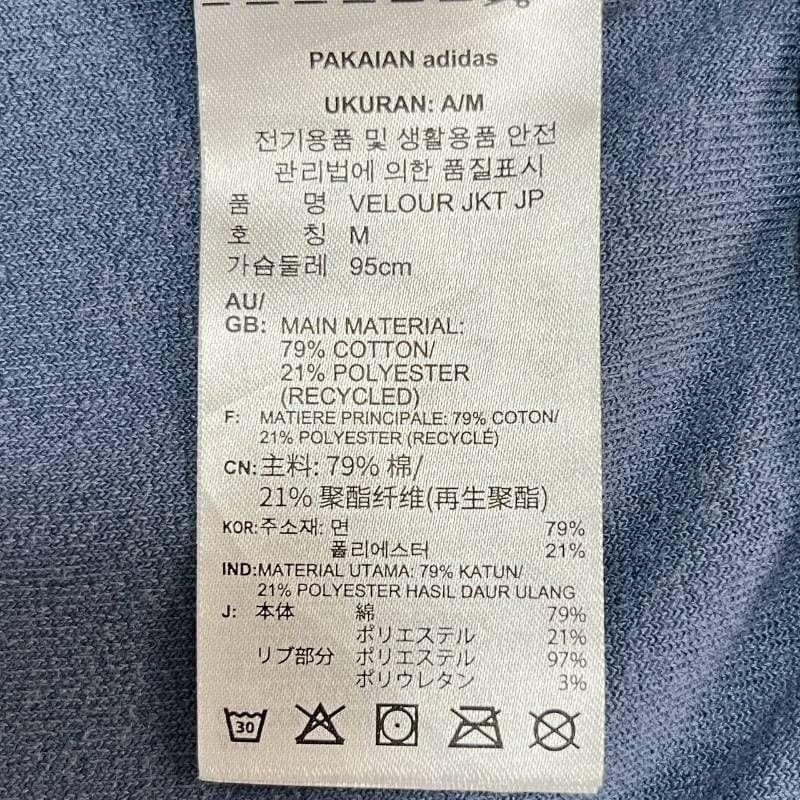 PAKAIAN adidas
UKURAN: A/M
전기용품 및 생활용품 안전
관리법에 의한 품질표시
품 명 VELOUR JKT JP
호 칭 M
가슴둘레 95cm
AU/
GB: MAIN MATERIAL:
79% COTTON/
21% POLYESTER
(RECYCLED)
F: MATIERE PRINCIPALE: 79% COTON/
21% POLYESTER (RECYCLÉ)
CN: 主料: 79% 棉/
21% 聚酯纤维(再生聚酯)
KOR: 주소재: 면 79%
폴리에스터 21%
IND: MATERIAL UTAMA: 79% KATUN/
21% POLYESTER HASIL DAUR ULANG
J: 本体 綿 79%
ポリエステル 21%
リブ部分 ポリエステル 97%
ポリウレタン 3%
30